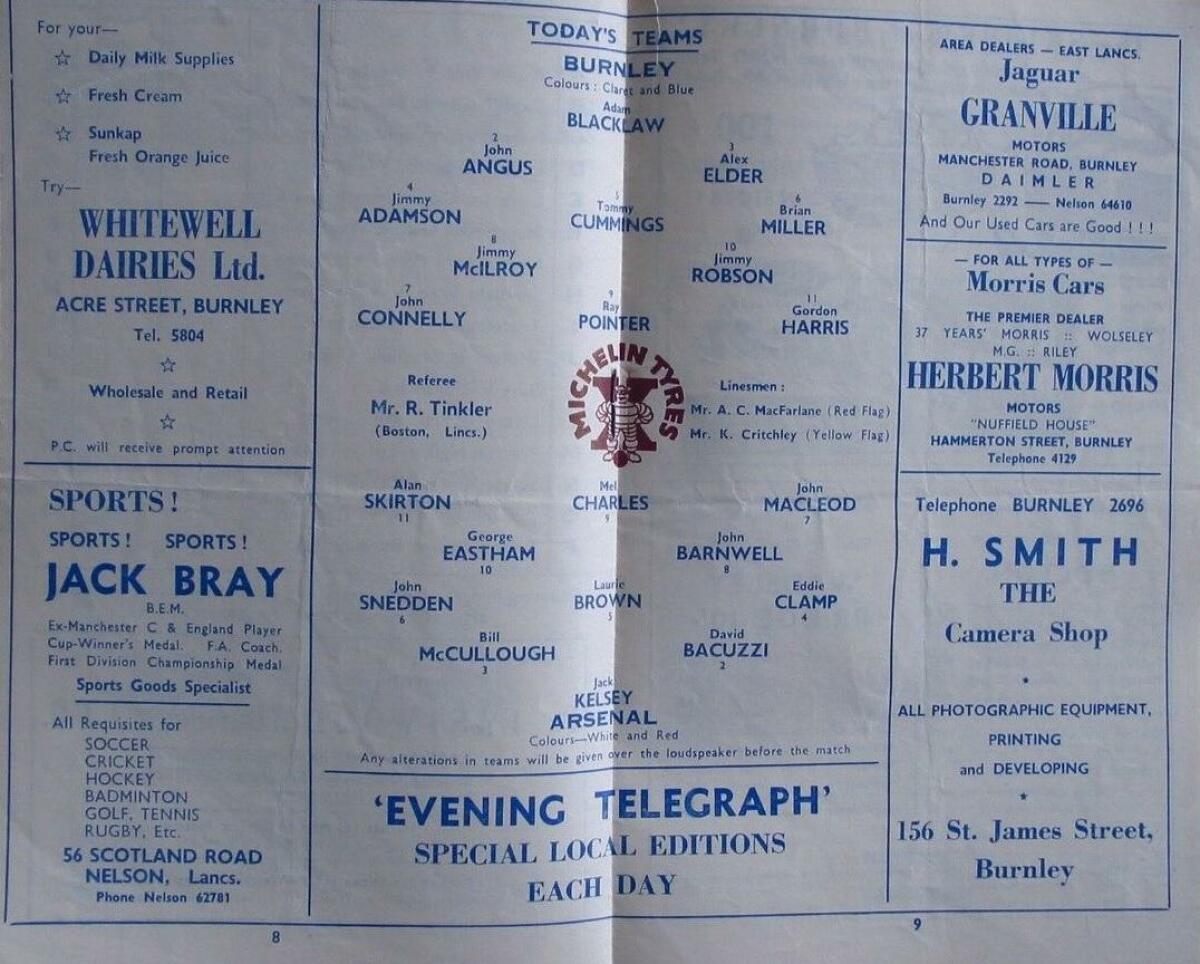 For your—
☆ Daily Milk Supplies
☆ Fresh Cream
☆ Sunkap
Fresh Orange Juice
Try—
WHITEWELL
DAIRIES Ltd.
ACRE STREET, BURNLEY
Tel. 5804
☆
Wholesale and Retail
☆
P.C. will receive prompt attention
SPORTS!
SPORTS! SPORTS!
JACK BRAY
B.E.M.
Ex-Manchester C & England Player
Cup-Winner's Medal. F.A. Coach.
First Division Championship Medal
Sports Goods Specialist
All Requisites for
SOCCER
CRICKET
HOCKEY
BADMINTON
GOLF, TENNIS
RUGBY, Etc.
56 SCOTLAND ROAD
NELSON, Lancs.
Phone Nelson 62781
8
TODAY'S TEAMS
BURNLEY
Colours: Claret and Blue
Adam
BLACKLAW
2 3
John Alex
ANGUS ELDER
4 5 6
Jimmy Tommy Brian
ADAMSON CUMMINGS MILLER
8 10
Jimmy Jimmy
McILROY ROBSON
7 9 11
John Ray Gordon
CONNELLY POINTER HARRIS
MICHELIN TYRES
X
Referee Linesmen:
Mr. R. Tinkler Mr. A. C. MacFarlane (Red Flag)
(Boston, Lincs.) Mr. K. Critchley (Yellow Flag)
Alan Mel John
SKIRTON CHARLES MACLEOD
11 9 7
George John
EASTHAM BARNWELL
10 8
John Laurie Eddie
SNEDDEN BROWN CLAMP
6 5 4
Bill David
McCULLOUGH BACUZZI
3 2
Jack
KELSEY
ARSENAL
Colours—White and Red
Any alterations in teams will be given over the loudspeaker before the match
'EVENING TELEGRAPH'
SPECIAL LOCAL EDITIONS
EACH DAY
AREA DEALERS — EAST LANCS.
Jaguar
GRANVILLE
MOTORS
MANCHESTER ROAD, BURNLEY
DAIMLER
Burnley 2292 — Nelson 64610
And Our Used Cars are Good ! ! !
— FOR ALL TYPES OF —
Morris Cars
THE PREMIER DEALER
37 YEARS' MORRIS :: WOLSELEY
M.G. :: RILEY
HERBERT MORRIS
MOTORS
"NUFFIELD HOUSE"
HAMMERTON STREET, BURNLEY
Telephone 4129
Telephone BURNLEY 2696
H. SMITH
THE
Camera Shop
★
ALL PHOTOGRAPHIC EQUIPMENT,
PRINTING
and DEVELOPING
★
156 St. James Street,
Burnley
9